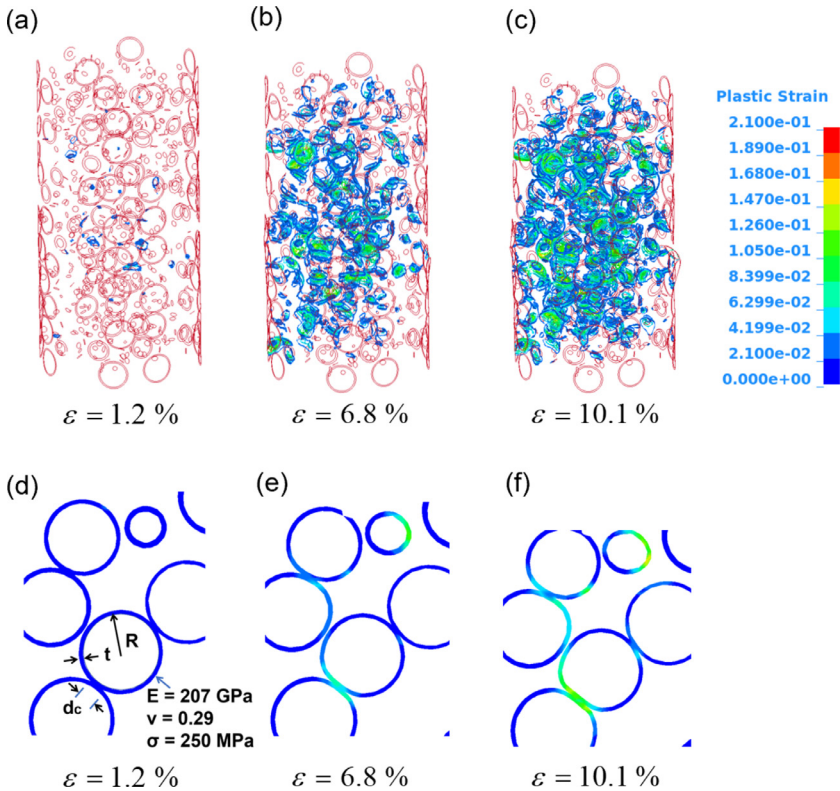 (a)
(b)
(c)
Plastic Strain
2.100e-01
1.890e-01
1.680e-01
1.470e-01
1.260e-01
1.050e-01
8.399e-02
6.299e-02
4.199e-02
2.100e-02
0.000e+00
ε = 1.2 %
ε = 6.8 %
ε = 10.1 %
(d)
(e)
(f)
R
t
dc
E = 207 GPa
v = 0.29
σ = 250 MPa
ε = 1.2 %
ε = 6.8 %
ε = 10.1 %